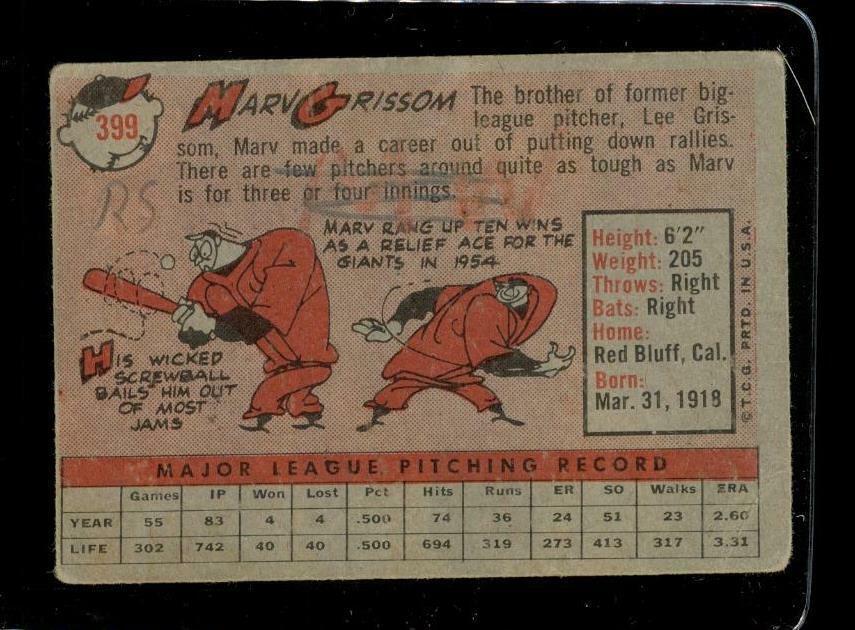 399
MARV GRISSOM
The brother of former big-
league pitcher, Lee Gris-
som, Marv made a career out of putting down rallies.
There are few pitchers around quite as tough as Marv
is for three or four innings.
RS
MARV RANG UP TEN WINS
AS A RELIEF ACE FOR THE
GIANTS IN 1954
HIS WICKED
SCREWBALL
BAILS HIM OUT
OF MOST
JAMS
Height: 6'2"
Weight: 205
Throws: Right
Bats: Right
Home:
Red Bluff, Cal.
Born:
Mar. 31, 1918
© T.C.G. PRTD. IN U.S.A.
MAJOR LEAGUE PITCHING RECORD
Games IP Won Lost Pct Hits Runs ER SO Walks ERA
YEAR 55 83 4 4 .500 74 36 24 51 23 2.60
LIFE 302 742 40 40 .500 694 319 273 413 317 3.31